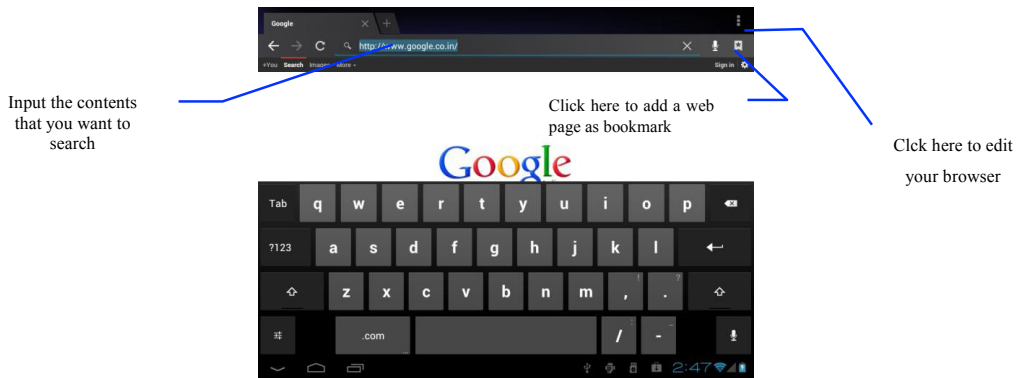 Google
http://www.google.co.in/
+You Search Images More
Sign in
Input the contents
that you want to
search
Click here to add a web
page as bookmark
Clck here to edit
your browser
Google
Tab q w e r t y u i o p
?123 a s d f g h j k l
z x c v b n m , ! . ?
.com / : - _
2:47